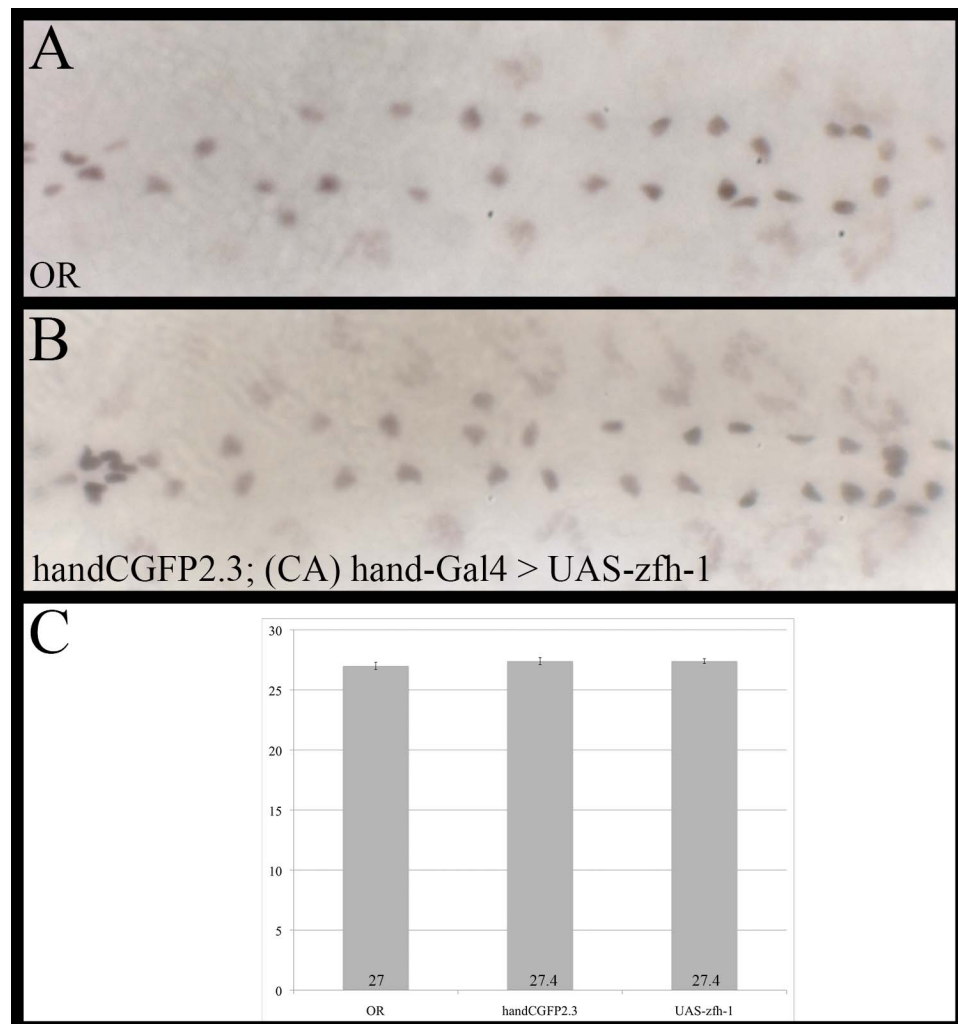 A
OR
B
handCGFP2.3; (CA) hand-Gal4 > UAS-zfh-1
C
30
25
20
15
10
5
0
27
27.4
27.4
OR
handCGFP2.3
UAS-zfh-1